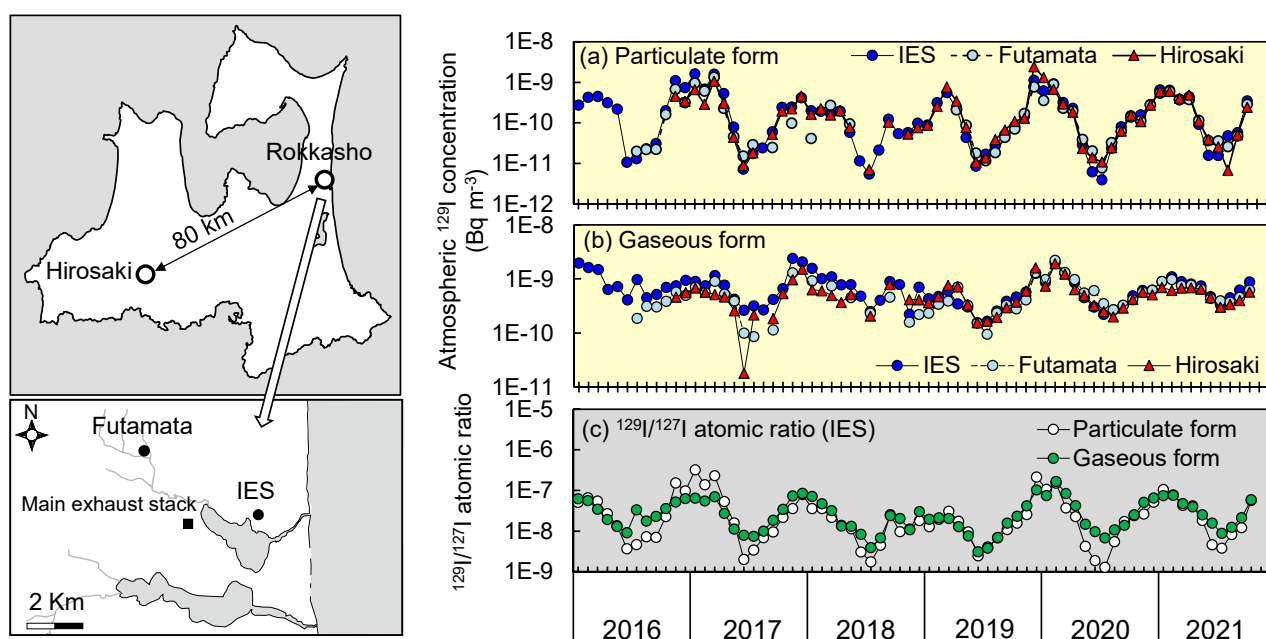 Rokkasho
80 km
Hirosaki
N
Futamata
IES
Main exhaust stack
2 Km
Atmospheric ¹²⁹I concentration
(Bq m⁻³)
1E-8
1E-9
1E-10
1E-11
1E-12
(a) Particulate form
IES Futamata Hirosaki
1E-8
1E-9
1E-10
1E-11
(b) Gaseous form
IES Futamata Hirosaki
¹²⁹I/¹²⁷I atomic ratio
1E-5
1E-6
1E-7
1E-8
1E-9
(c) ¹²⁹I/¹²⁷I atomic ratio (IES)
Particulate form
Gaseous form
2016 2017 2018 2019 2020 2021